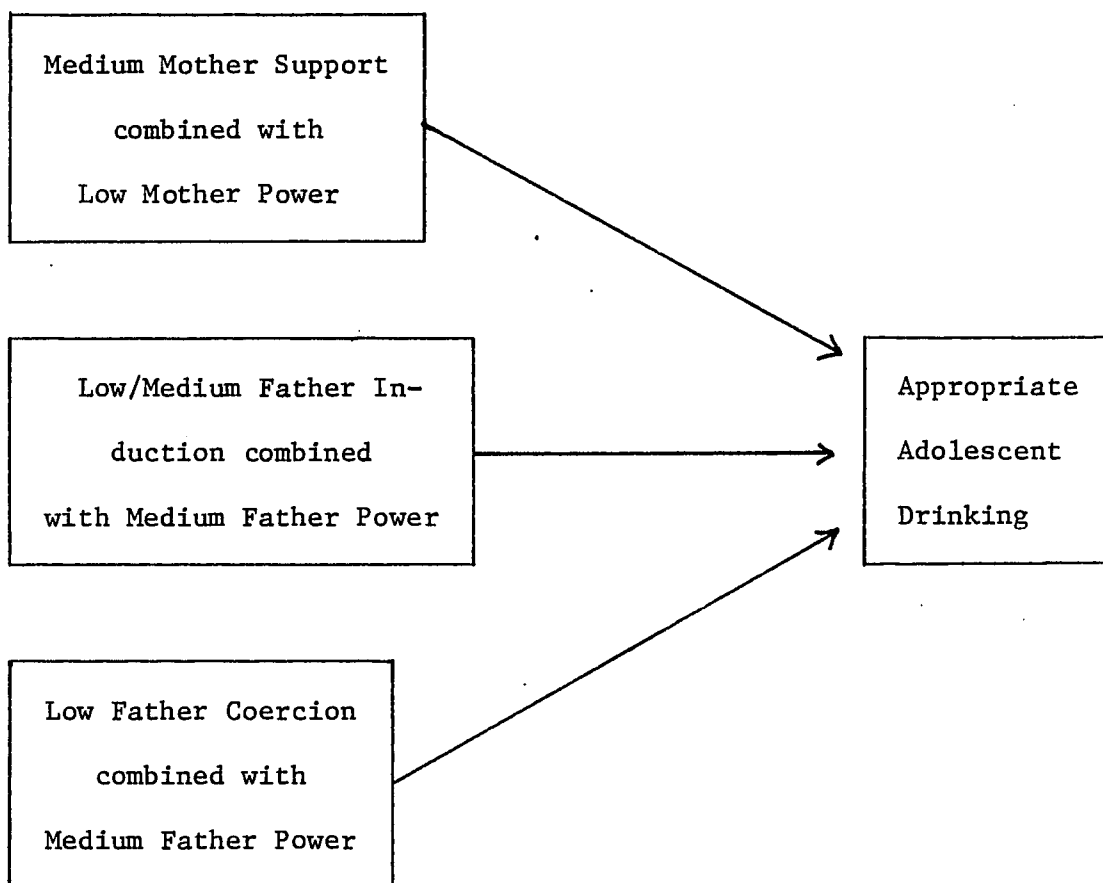 Medium Mother Support
combined with
Low Mother Power
Low/Medium Father In-
duction combined
with Medium Father Power
Appropriate
Adolescent
Drinking
Low Father Coercion
combined with
Medium Father Power